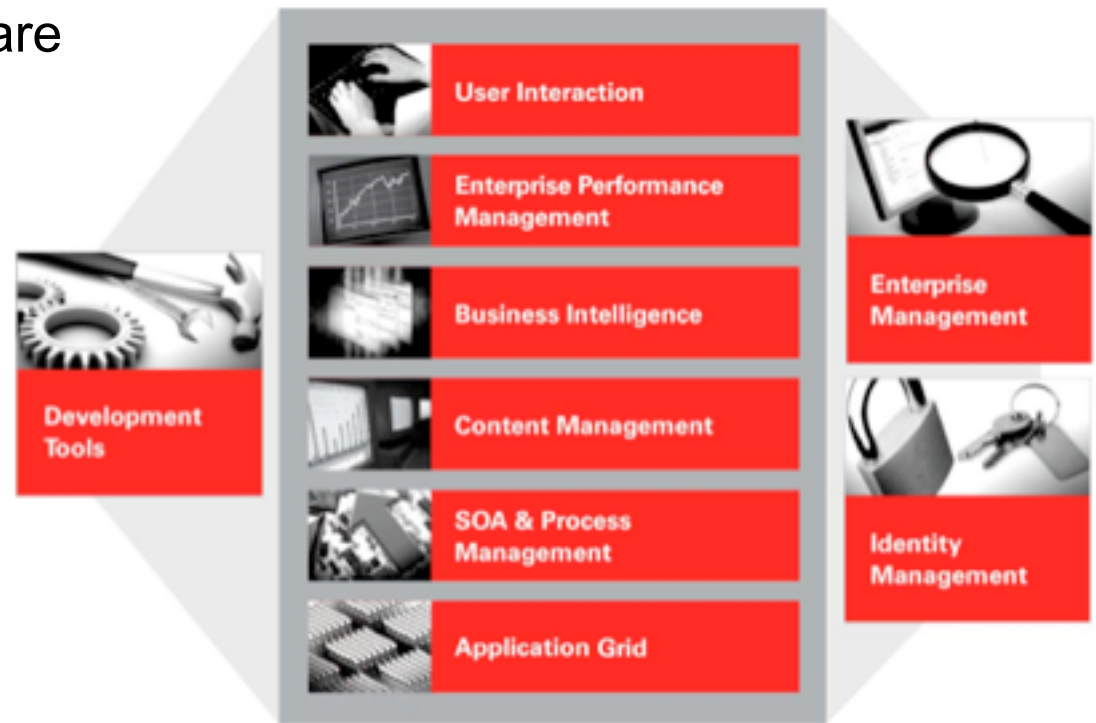 are
User Interaction
Enterprise Performance
Management
Business Intelligence
Content Management
SOA & Process
Management
Application Grid
Development
Tools
Enterprise
Management
Identity
Management